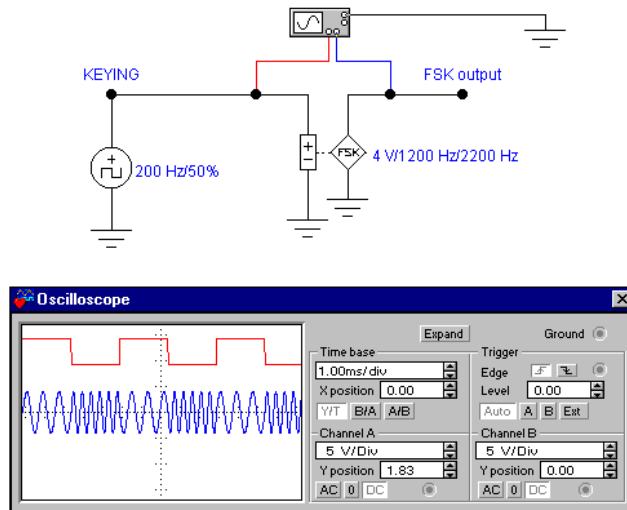 KEYING
FSK output
FSK
4 V/1200 Hz/2200 Hz
200 Hz/50%
Oscilloscope
Expand
Ground
Time base
1.00ms/div
X position 0.00
Y/T B/A A/B
Trigger
Edge
Level 0.00
Auto A B Ext
Channel A
5 V/Div
Y position 1.83
AC 0 DC
Channel B
5 V/Div
Y position 0.00
AC 0 DC